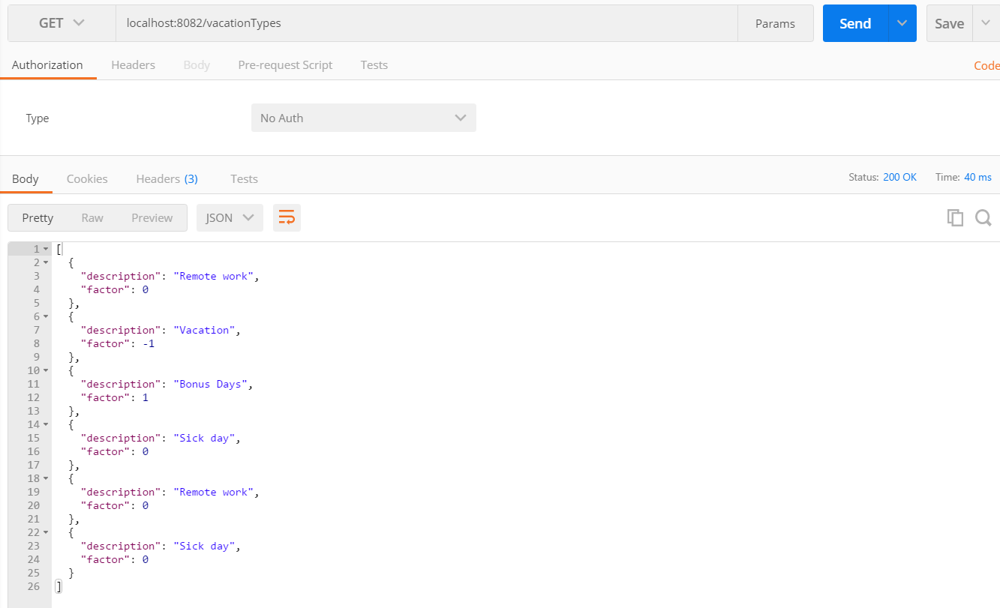 GET localhost:8082/vacationTypes Params Send Save
Authorization Headers Body Pre-request Script Tests Code
Type No Auth
Body Cookies Headers (3) Tests Status: 200 OK Time: 40 ms
Pretty Raw Preview JSON
1 [
2 {
3 "description": "Remote work",
4 "factor": 0
5 },
6 {
7 "description": "Vacation",
8 "factor": -1
9 },
10 {
11 "description": "Bonus Days",
12 "factor": 1
13 },
14 {
15 "description": "Sick day",
16 "factor": 0
17 },
18 {
19 "description": "Remote work",
20 "factor": 0
21 },
22 {
23 "description": "Sick day",
24 "factor": 0
25 }
26 ]